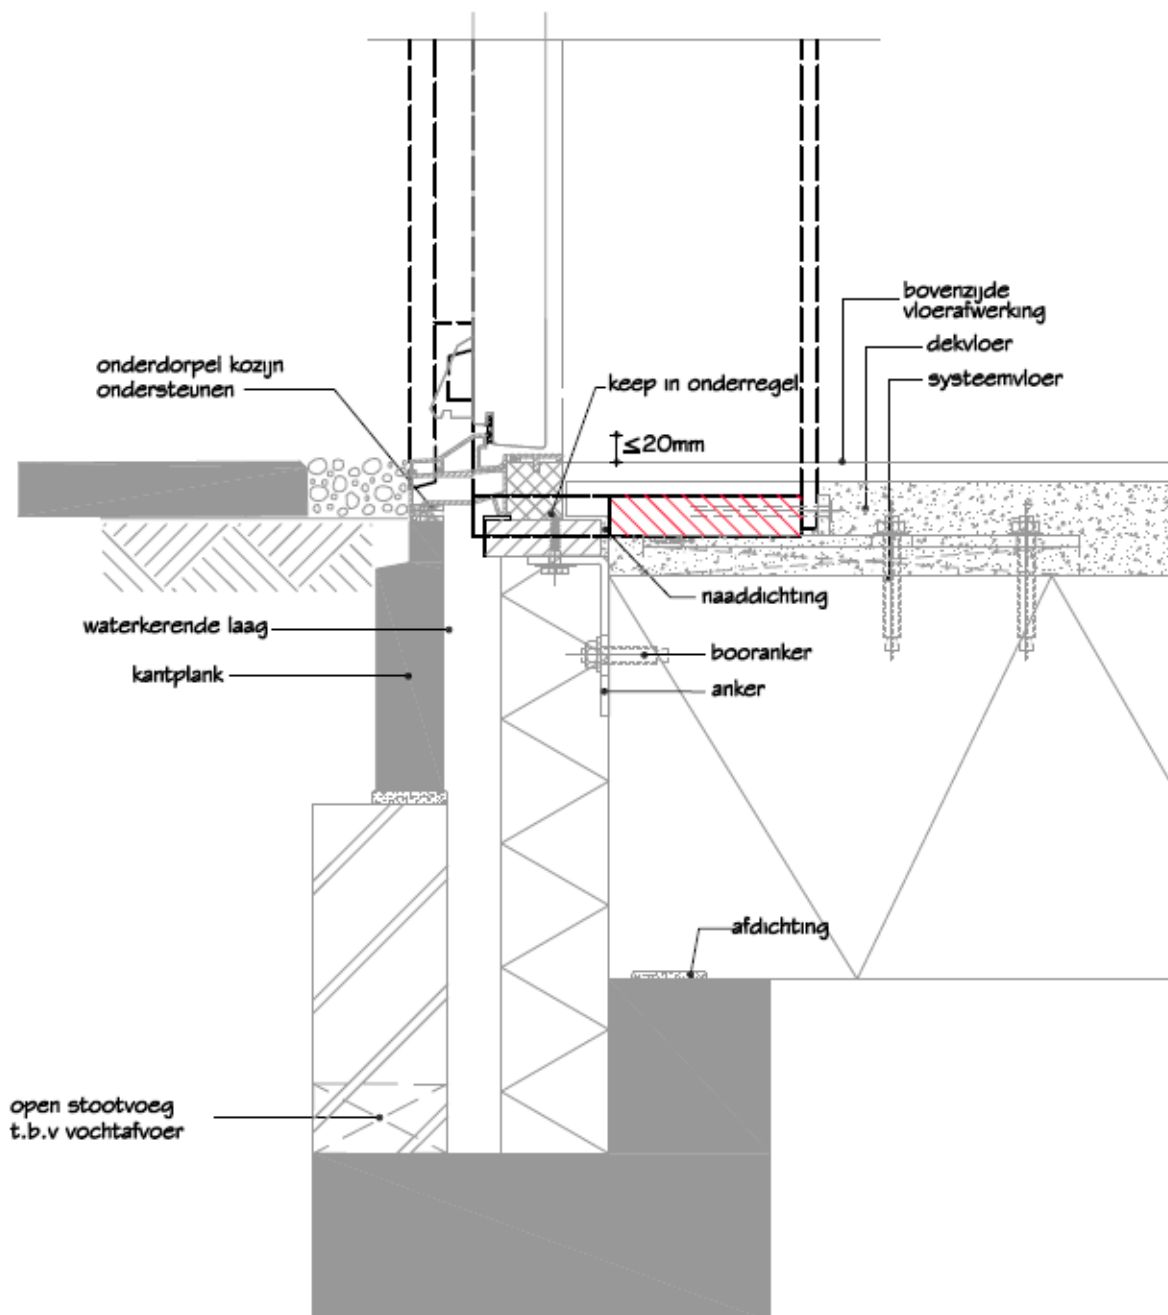 bovenzijde
vloerafwerking
dekvloer
onderdorpel kozijn
ondersteunen
keep in onderregel
systeemvloer
≤20mm
naaddichting
waterkerende laag
booranker
kantplank
anker
afdichting
open stootvoeg
t.b.v vochtafvoer